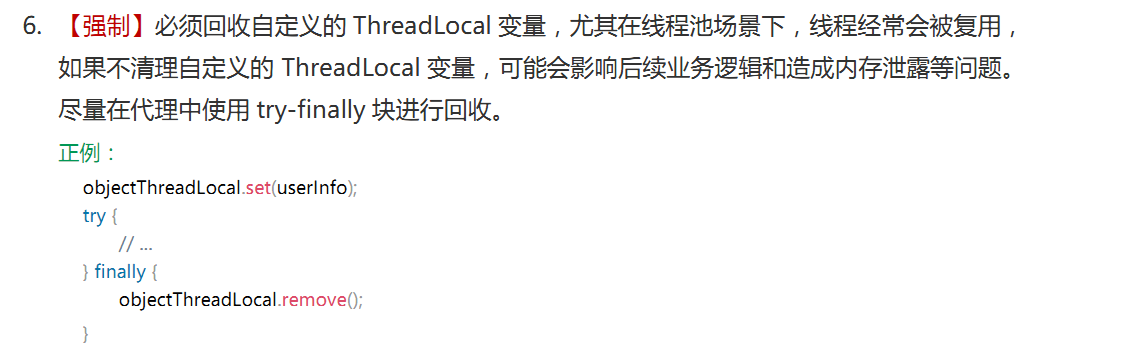 6. 【强制】必须回收自定义的 ThreadLocal 变量，尤其在线程池场景下，线程经常会被复用，
如果不清理自定义的 ThreadLocal 变量，可能会影响后续业务逻辑和造成内存泄露等问题。
尽量在代理中使用 try-finally 块进行回收。
正例：
objectThreadLocal.set(userInfo);
try {
// ...
} finally {
objectThreadLocal.remove();
}